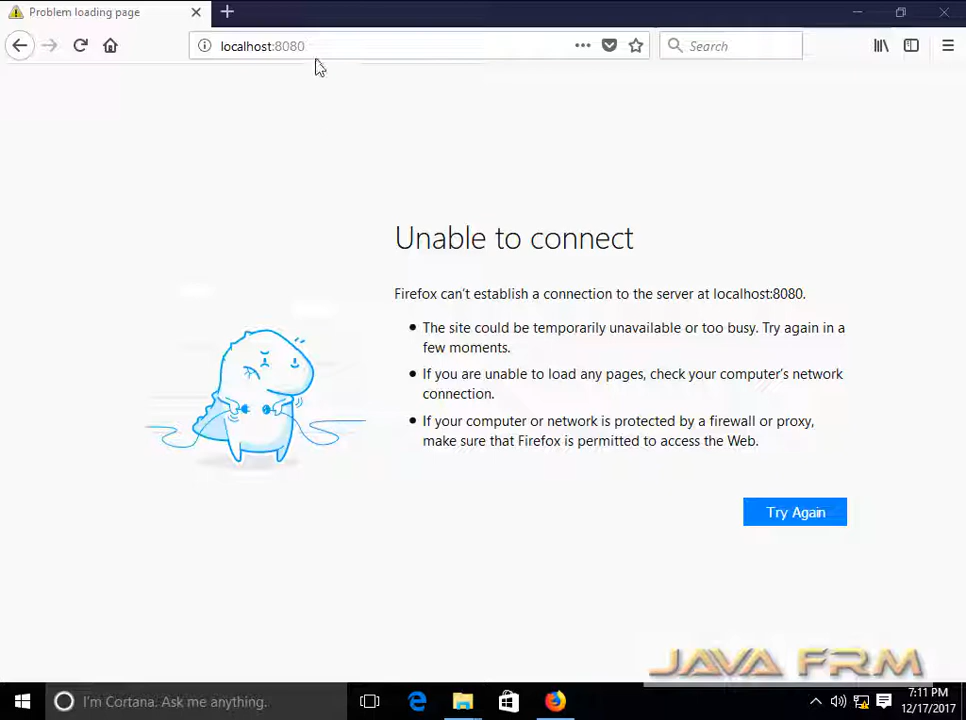 Problem loading page
localhost:8080
Search
Unable to connect
Firefox can't establish a connection to the server at localhost:8080.
The site could be temporarily unavailable or too busy. Try again in a
few moments.
If you are unable to load any pages, check your computer's network
connection.
If your computer or network is protected by a firewall or proxy,
make sure that Firefox is permitted to access the Web.
Try Again
JAVA FRM
I'm Cortana. Ask me anything.
7:11 PM
12/17/2017